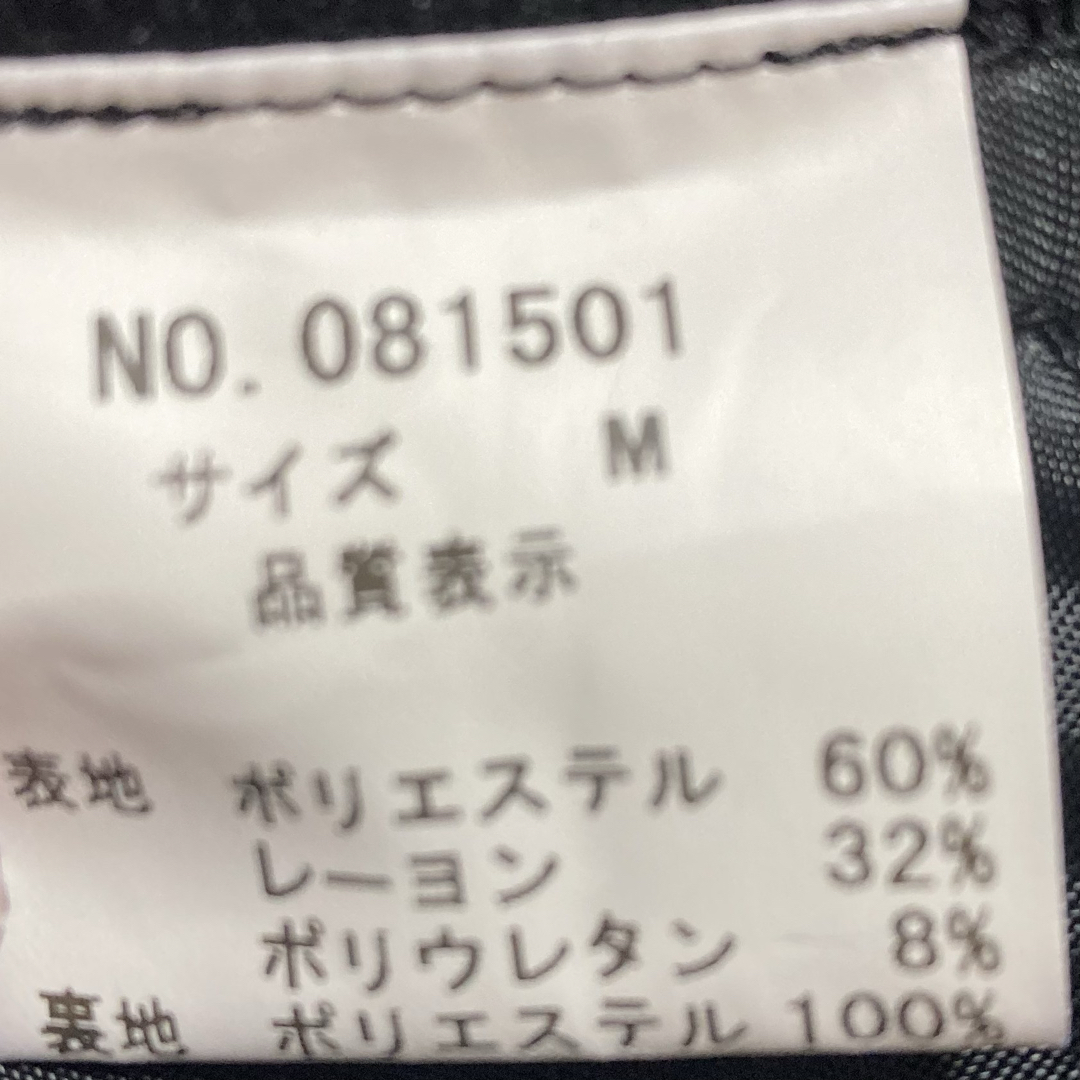 NO. 081501
サイズ M
品質表示
表地 ポリエステル 60%
レーヨン 32%
ポリウレタン 8%
裏地 ポリエステル 100%